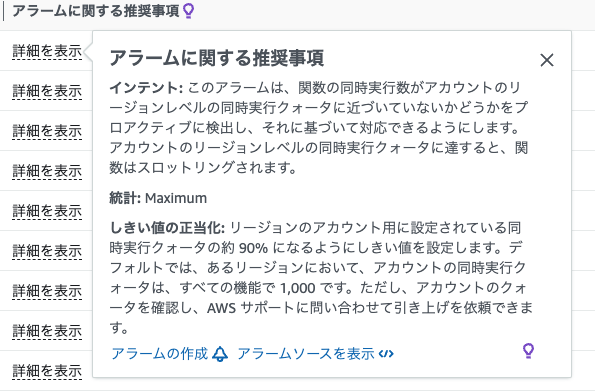 アラームに関する推奨事項
詳細を表示
アラームに関する推奨事項
インテント: このアラームは、関数の同時実行数がアカウントのリ
ージョンレベルの同時実行クォータに近づいていないかどうかをプ
ロアクティブに検出し、それに基づいて対応できるようにします。
アカウントのリージョンレベルの同時実行クォータに達すると、関
数はスロットリングされます。
統計: Maximum
しきい値の正当化: リージョンのアカウント用に設定されている同
時実行クォータの約 90% になるようにしきい値を設定します。デ
フォルトでは、あるリージョンにおいて、アカウントの同時実行ク
ォータは、すべての機能で 1,000 です。ただし、アカウントのクォ
ータを確認し、AWS サポートに問い合わせて引き上げを依頼できま
す。
アラームの作成 アラームソースを表示
詳細を表示
詳細を表示
詳細を表示
詳細を表示
詳細を表示
詳細を表示
詳細を表示
詳細を表示